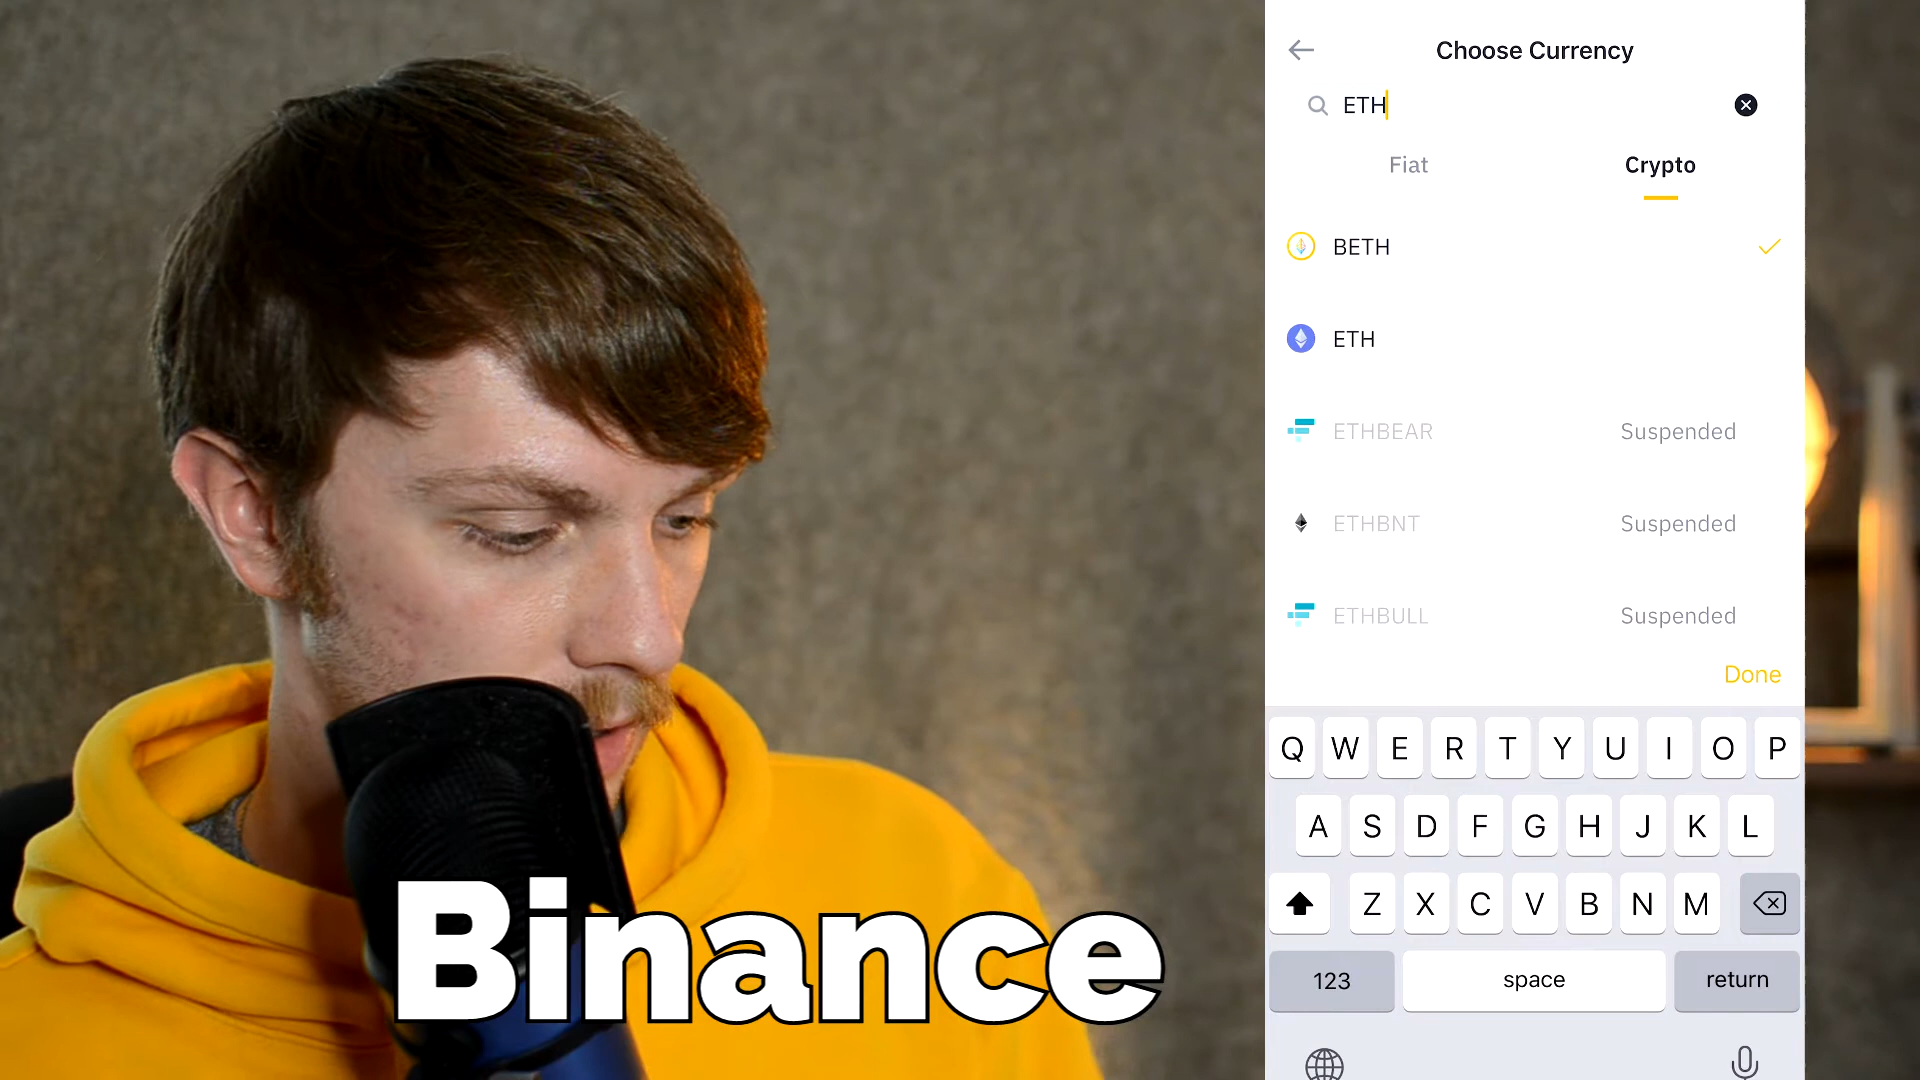 Choose Currency
ETH
Fiat Crypto
BETH
ETH
ETHBEAR Suspended
ETHBNT Suspended
ETHBULL Suspended
Done
Q W E R T Y U I O P
A S D F G H J K L
Z X C V B N M
123 space return
Binance